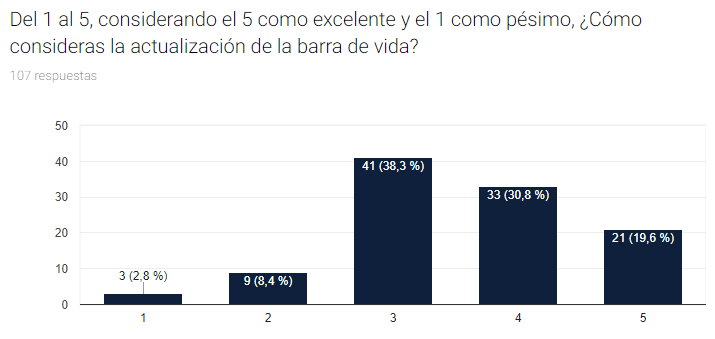 Del 1 al 5, considerando el 5 como excelente y el 1 como pésimo, ¿Cómo
consideras la actualización de la barra de vida?
107 respuestas
50
40
30
20
10
0
3 (2,8 %)
9 (8,4 %)
41 (38,3 %)
33 (30,8 %)
21 (19,6 %)
1 2 3 4 5